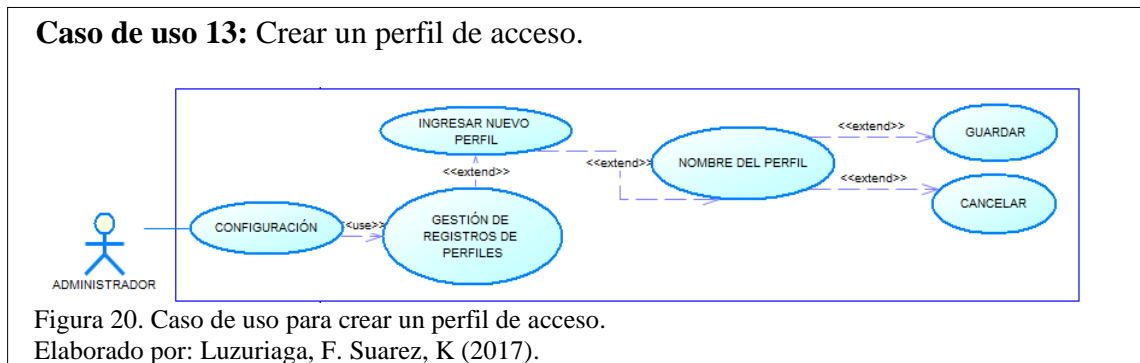 Caso de uso 13: Crear un perfil de acceso.
INGRESAR NUEVO
PERFIL
<<extend>>
<<extend>>
NOMBRE DEL PERFIL
<<extend>>
GUARDAR
<<extend>>
CANCELAR
CONFIGURACIÓN
<<use>>
GESTIÓN DE
REGISTROS DE
PERFILES
ADMINISTRADOR
Figura 20. Caso de uso para crear un perfil de acceso.
Elaborado por: Luzuriaga, F. Suarez, K (2017).